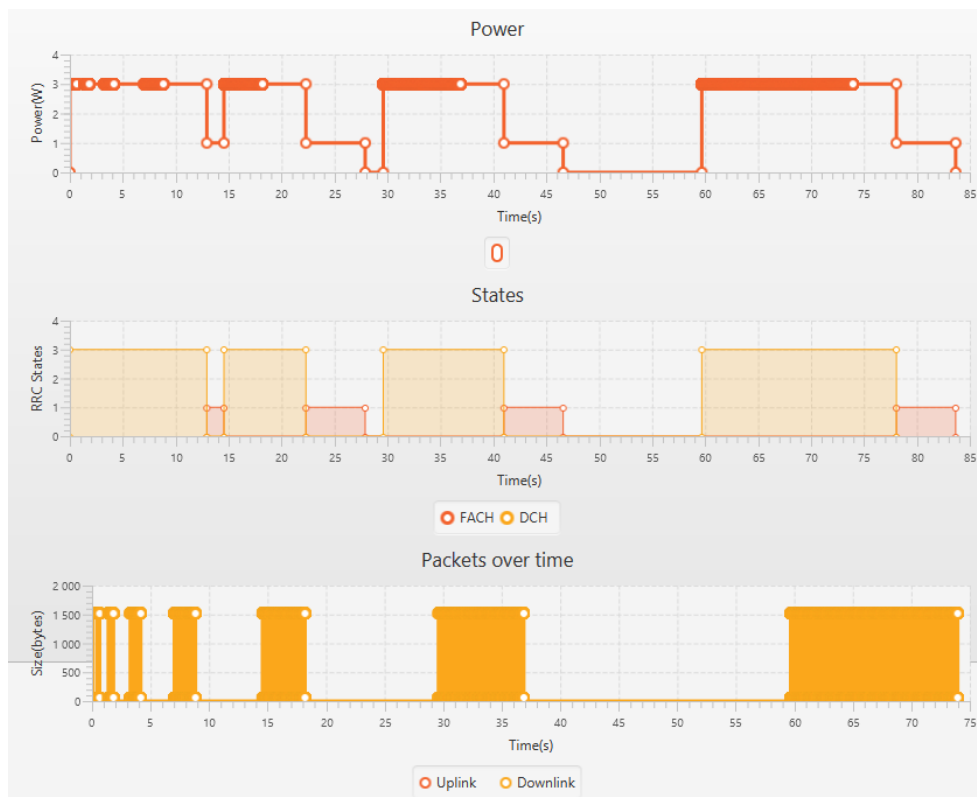 Power
4
3
2
1
0
Power(W)
0 5 10 15 20 25 30 35 40 45 50 55 60 65 70 75 80 85
Time(s)
0
States
4
3
2
1
0
RRC States
0 5 10 15 20 25 30 35 40 45 50 55 60 65 70 75 80 85
Time(s)
FACH DCH
Packets over time
2 000
1 500
1 000
500
0
Size(bytes)
0 5 10 15 20 25 30 35 40 45 50 55 60 65 70 75
Time(s)
Uplink Downlink